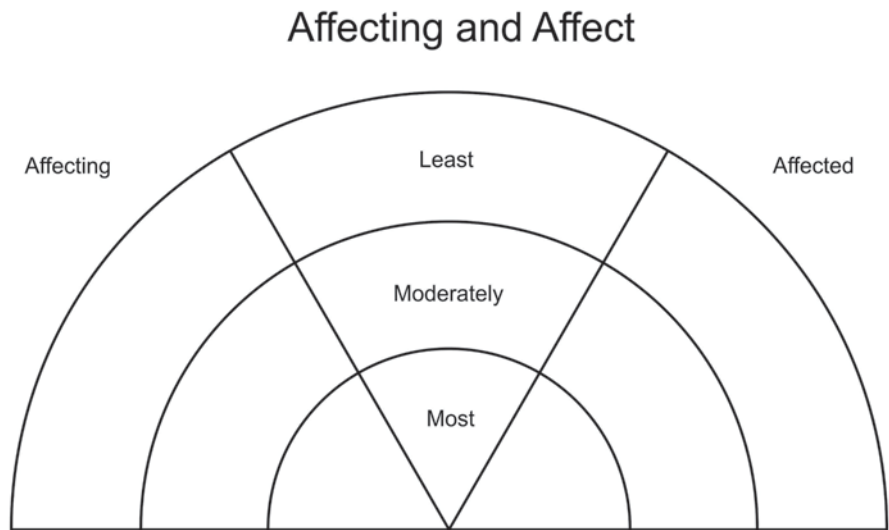 Affecting and Affect
Affecting
Least
Affected
Moderately
Most